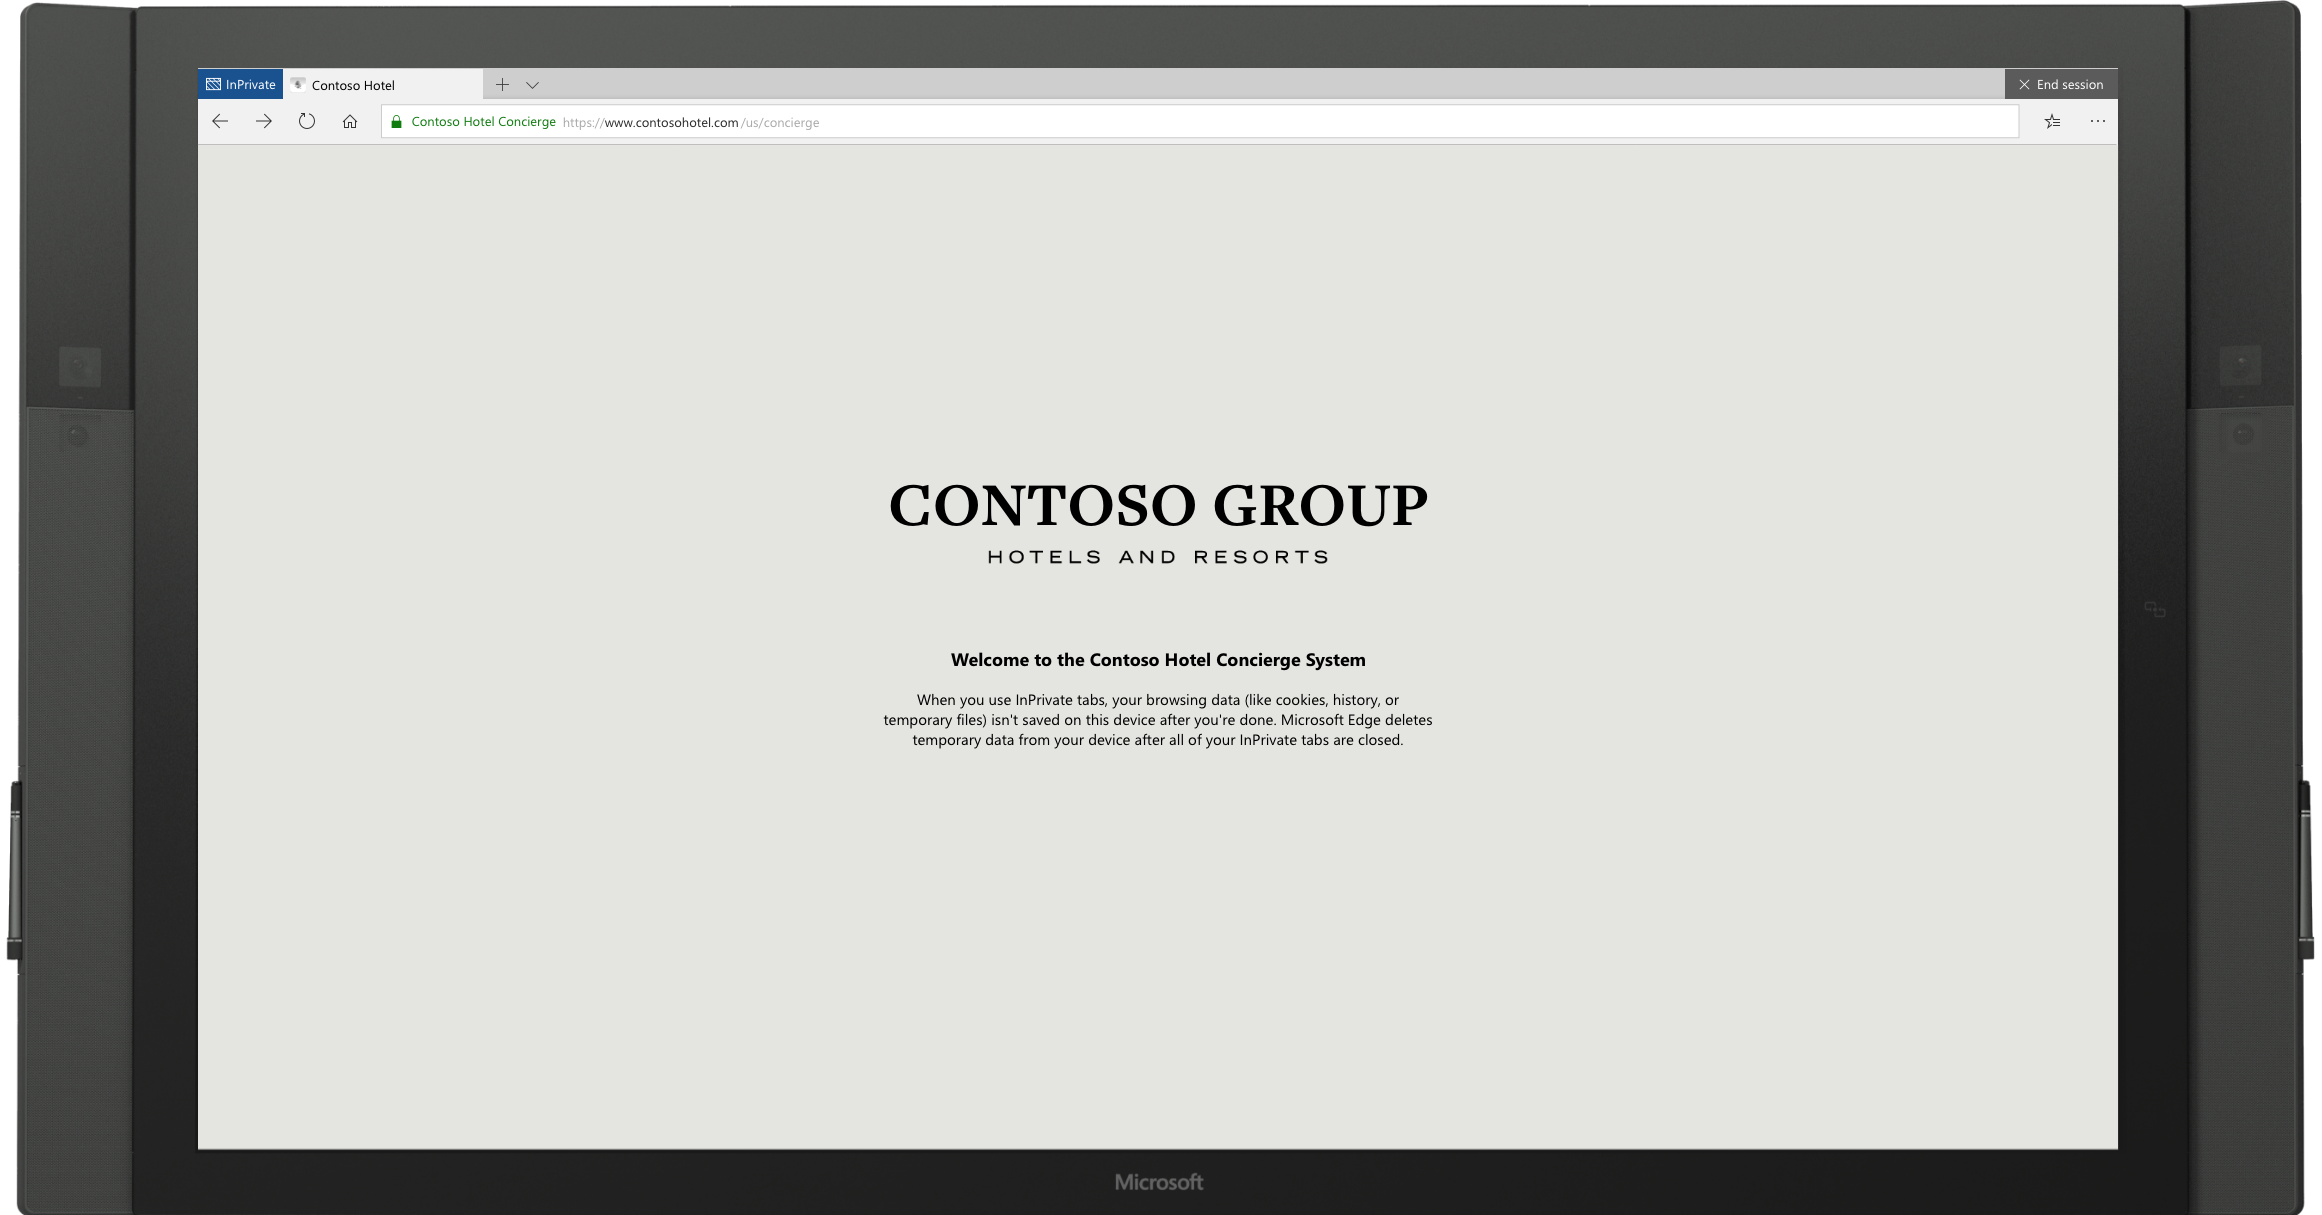 InPrivate
Contoso Hotel
End session
Contoso Hotel Concierge https://www.contosohotel.com/us/concierge
CONTOSO GROUP
HOTELS AND RESORTS
Welcome to the Contoso Hotel Concierge System
When you use InPrivate tabs, your browsing data (like cookies, history, or
temporary files) isn't saved on this device after you're done. Microsoft Edge deletes
temporary data from your device after all of your InPrivate tabs are closed.
Microsoft